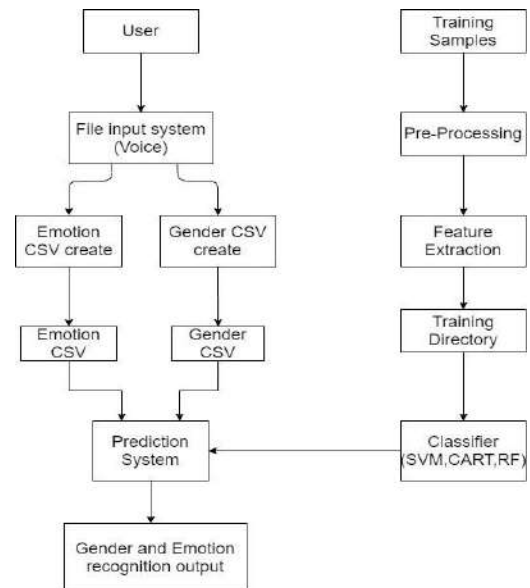 User
File input system
(Voice)
Emotion
CSV create
Gender CSV
create
Emotion
CSV
Gender
CSV
Prediction
System
Gender and Emotion
recognition output
Training
Samples
Pre-Processing
Feature
Extraction
Training
Directory
Classifier
(SVM,CART,RF)